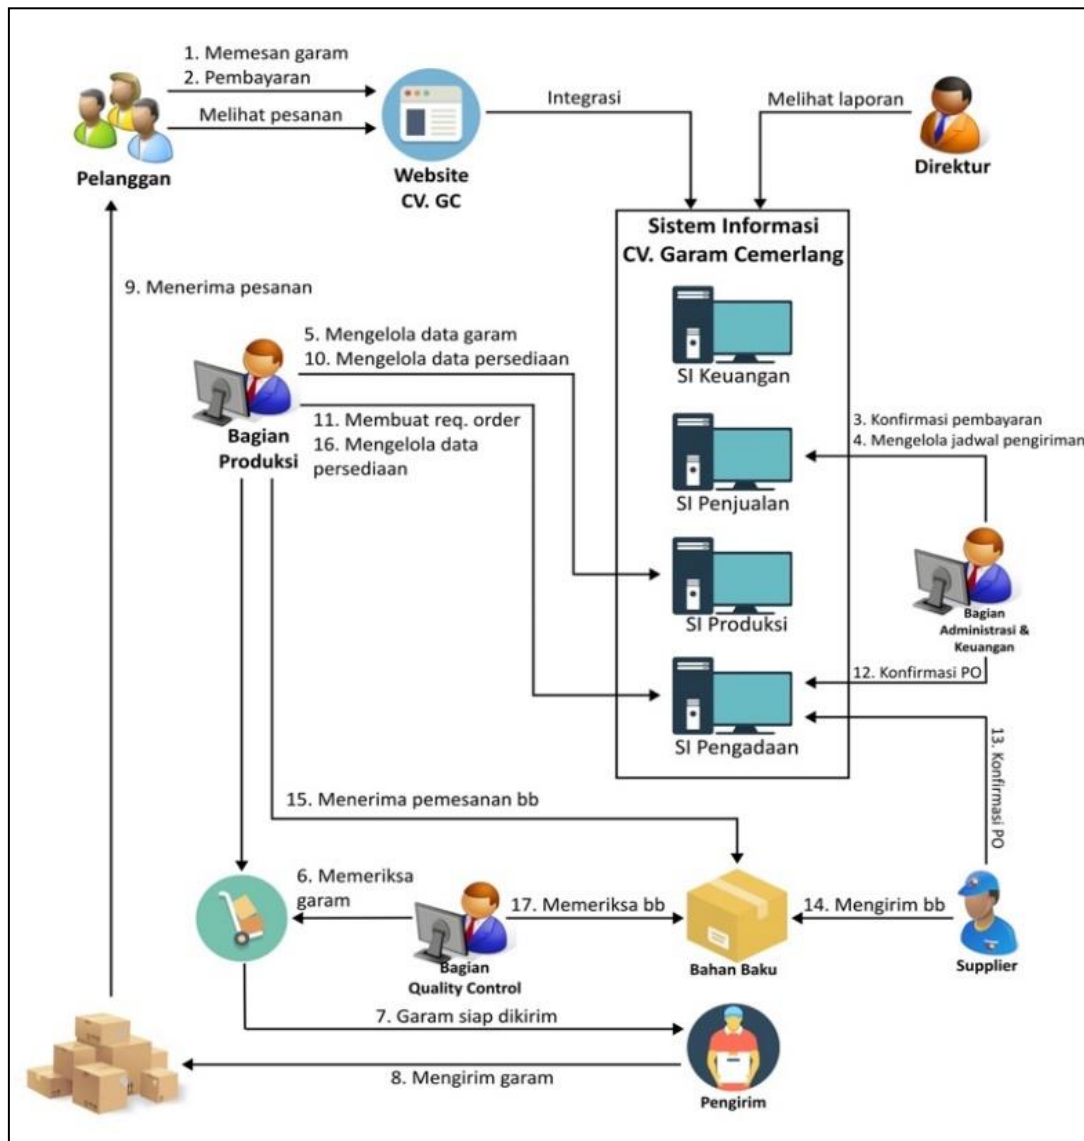 1. Memesan garam
2. Pembayaran
Melihat pesanan
Pelanggan
Website
CV. GC
Integrasi
Melihat laporan
Direktur
Sistem Informasi
CV. Garam Cemerlang
9. Menerima pesanan
5. Mengelola data garam
10. Mengelola data persediaan
SI Keuangan
11. Membuat req. order
16. Mengelola data
persediaan
Bagian
Produksi
3. Konfirmasi pembayaran
4. Mengelola jadwal pengiriman
SI Penjualan
SI Produksi
Bagian
Administrasi &
Keuangan
12. Konfirmasi PO
SI Pengadaan
13. Konfirmasi PO
15. Menerima pemesanan bb
6. Memeriksa
garam
17. Memeriksa bb
14. Mengirim bb
Bagian
Quality Control
Bahan Baku
Supplier
7. Garam siap dikirim
8. Mengirim garam
Pengirim